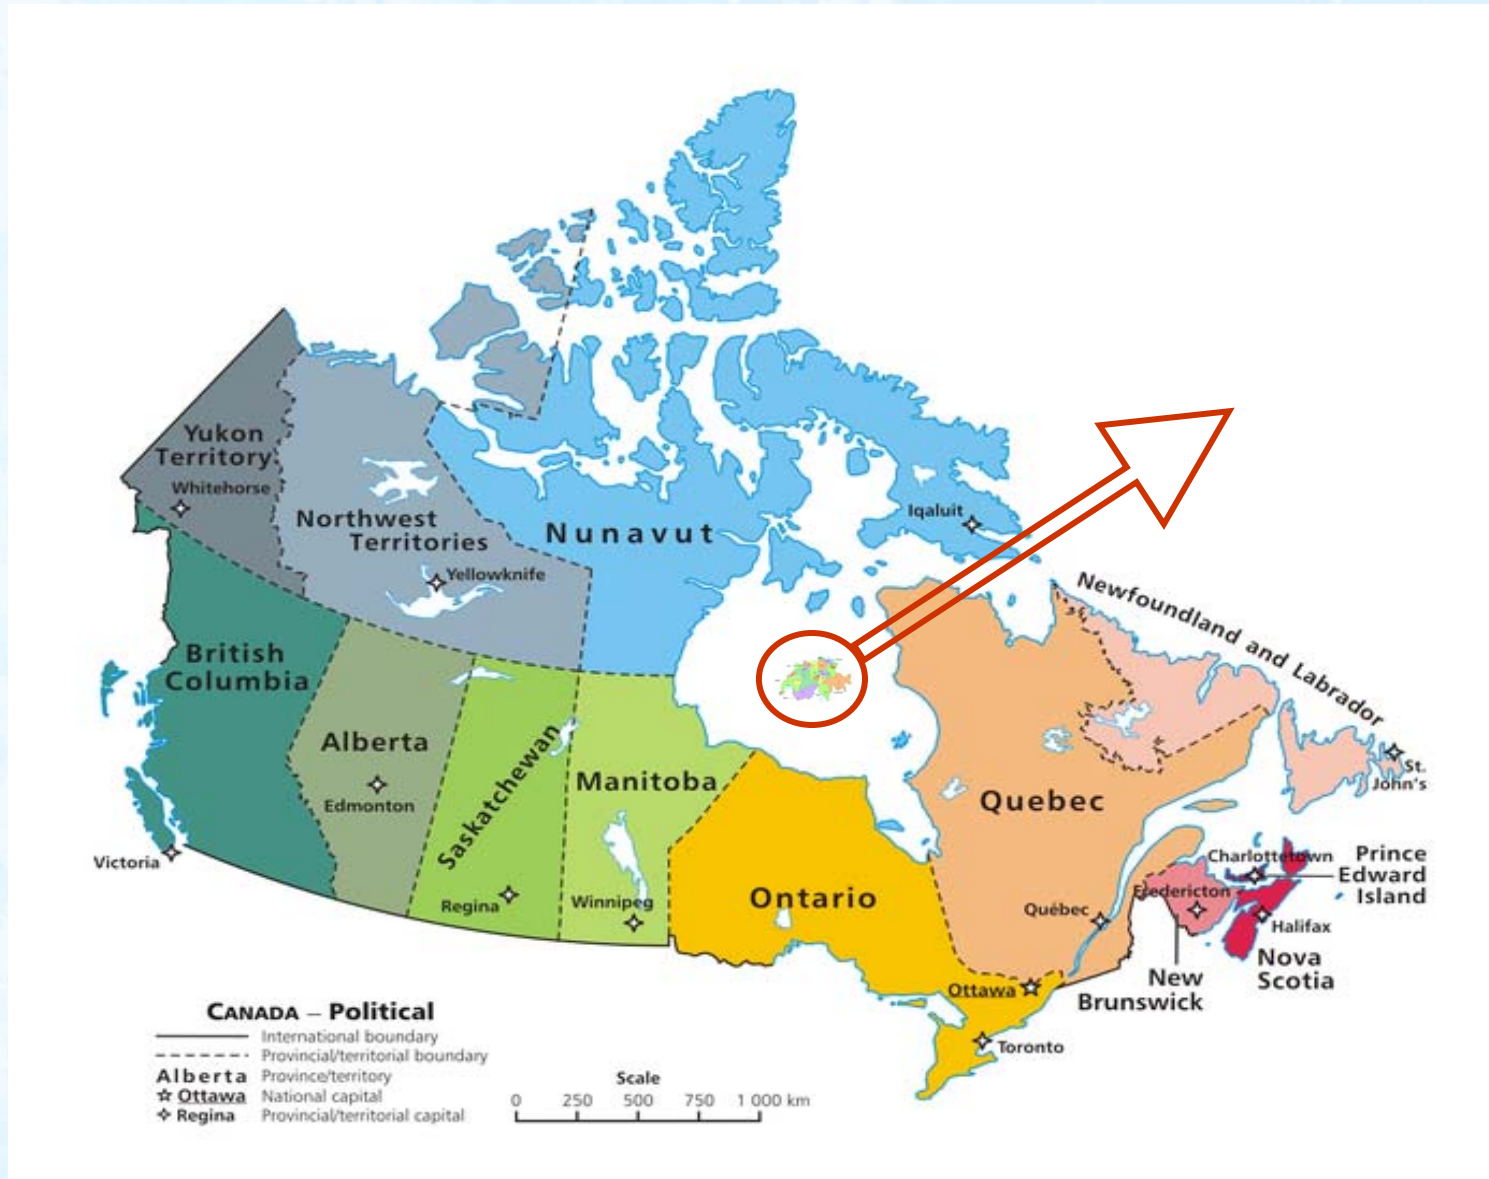 Yukon
Territory
Whitehorse
Northwest
Territories
Yellowknife
Nunavut
Iqaluit
British
Columbia
Victoria
Alberta
Edmonton
Saskatchewan
Regina
Manitoba
Winnipeg
Ontario
Ottawa
Toronto
Quebec
Québec
Newfoundland and Labrador
St.
John's
Charlottetown
Prince
Edward
Island
Fredericton
Halifax
Nova
Scotia
New
Brunswick
CANADA – Political
International boundary
Provincial/territorial boundary
Alberta Province/territory
Ottawa National capital
Regina Provincial/territorial capital
Scale
0 250 500 750 1 000 km